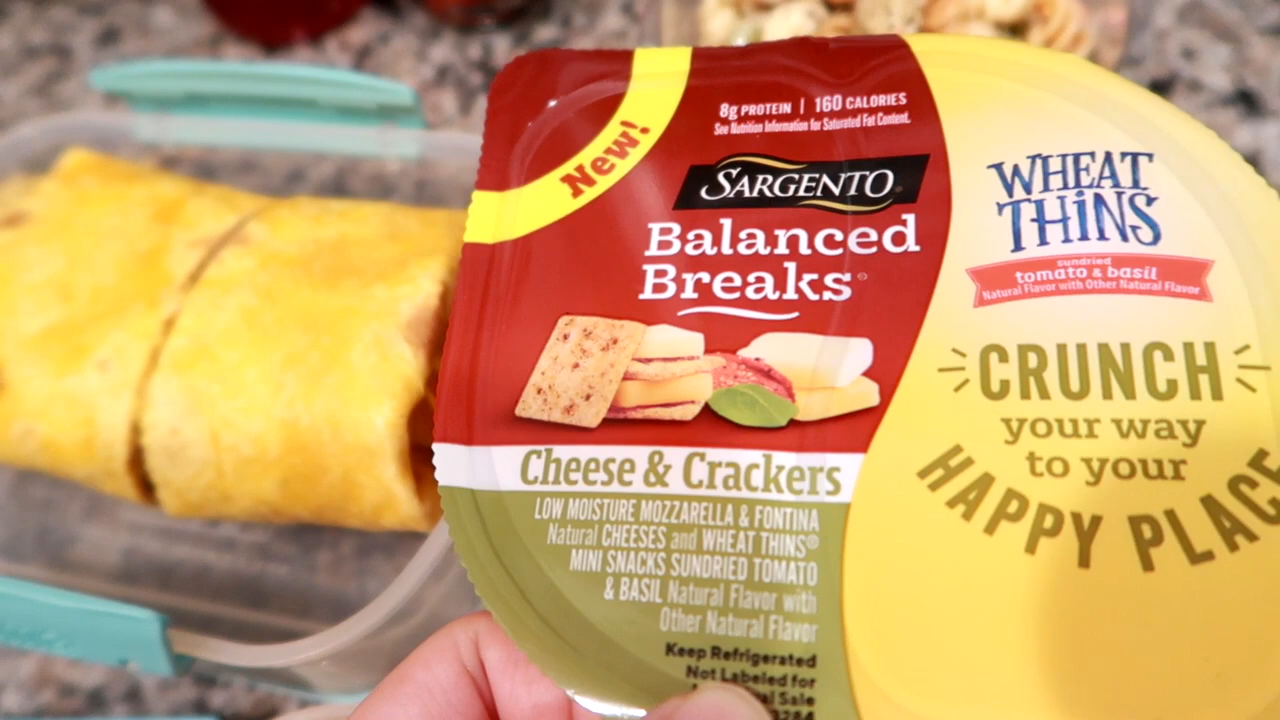 New!
8g PROTEIN | 160 CALORIES
See Nutrition Information for Saturated Fat Content.
SARGENTO
Balanced
Breaks
Cheese & Crackers
LOW MOISTURE MOZZARELLA & FONTINA
Natural CHEESES and WHEAT THINS®
MINI SNACKS SUNDRIED TOMATO
& BASIL Natural Flavor with
Other Natural Flavor
Keep Refrigerated
Not Labeled for
Sale
3284
WHEAT
THINS
sundried
tomato & basil
Natural Flavor with Other Natural Flavor
CRUNCH
your way
to your
HAPPY PLACE